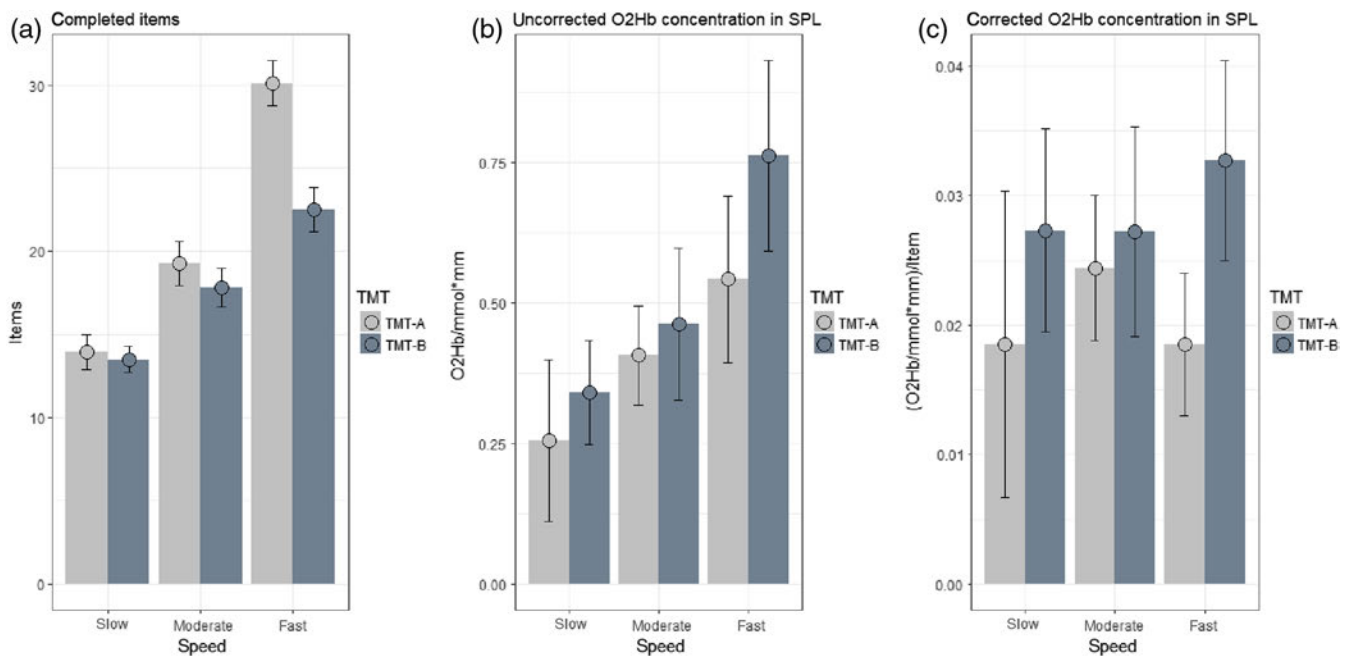 (a) Completed items
Items
30
20
10
0
Slow Moderate Fast
Speed
TMT
TMT-A
TMT-B
(b) Uncorrected O2Hb concentration in SPL
O2Hb/mmol*mm
0.75
0.50
0.25
0.00
Slow Moderate Fast
Speed
TMT
TMT-A
TMT-B
(c) Corrected O2Hb concentration in SPL
(O2Hb/mmol*mm)/Item
0.04
0.03
0.02
0.01
0.00
Slow Moderate Fast
Speed
TMT
TMT-A
TMT-B